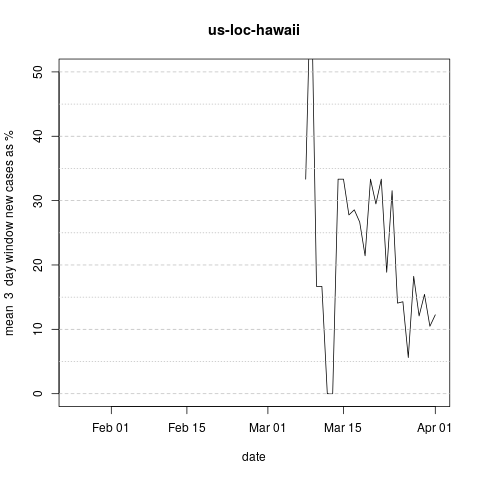 us-loc-hawaii
mean 3 day window new cases as %
50
40
30
20
10
0
Feb 01
Feb 15
Mar 01
Mar 15
Apr 01
date